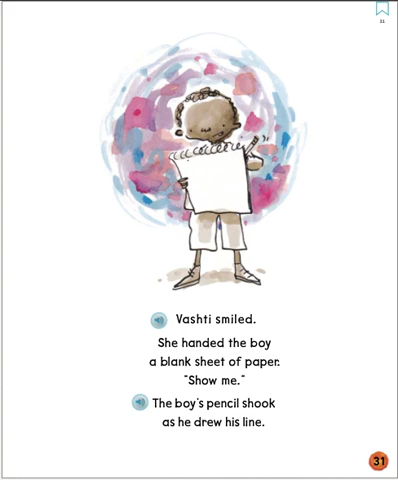 31
Vashti smiled.
She handed the boy
a blank sheet of paper.
"Show me."
The boy's pencil shook
as he drew his line.
31